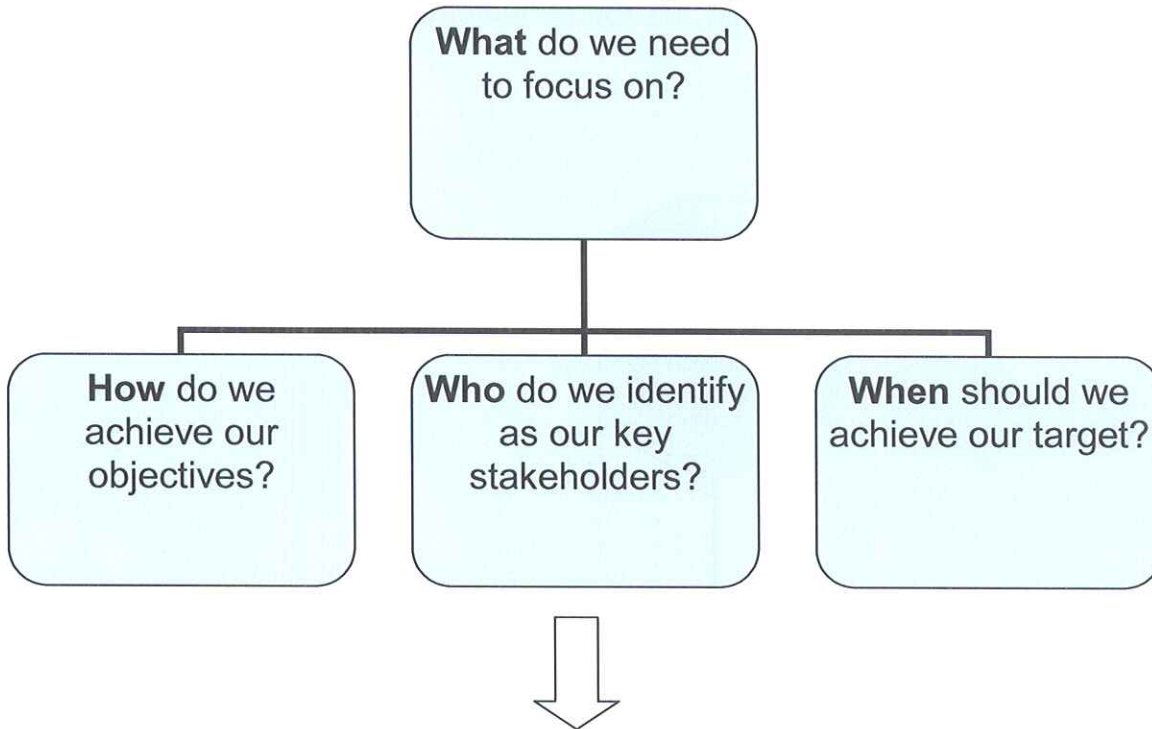 What do we need
to focus on?
How do we
achieve our
objectives?
Who do we identify
as our key
stakeholders?
When should we
achieve our target?